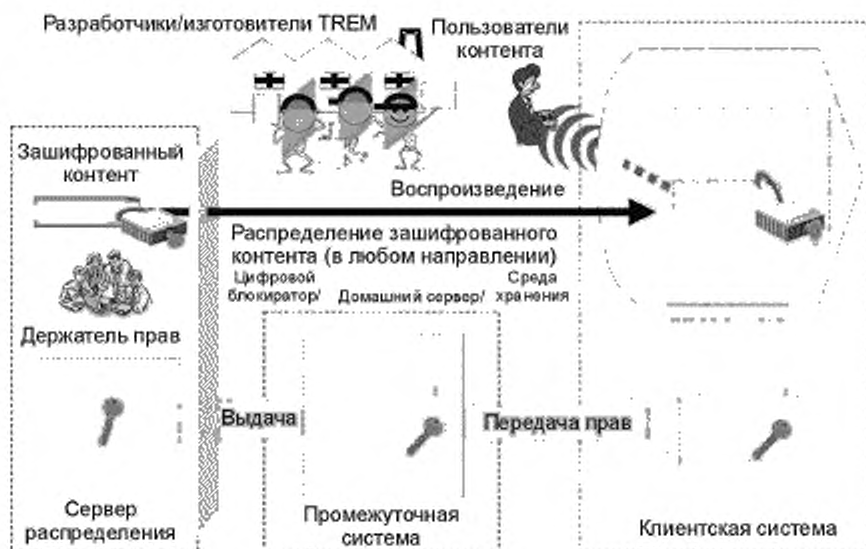 Разработчики/изготовители TREM
Пользователи
контента
Зашифрованный
контент
Воспроизведение
Распределение зашифрованного
контента (в любом направлении)
Цифровой
блокиратор/
Домашний сервер/
Среда
хранения
Держатель прав
Выдача
Передача прав
Сервер
распределения
Промежуточная
система
Клиентская система